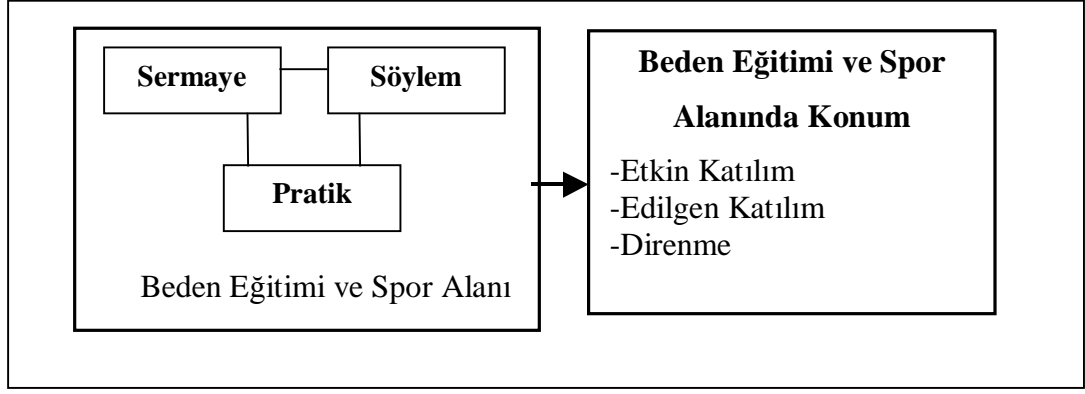 Sermaye
Söylem
Pratik
Beden Eğitimi ve Spor Alanı
Beden Eğitimi ve Spor
Alanında Konum
-Etkin Katılım
-Edilgen Katılım
-Direnme